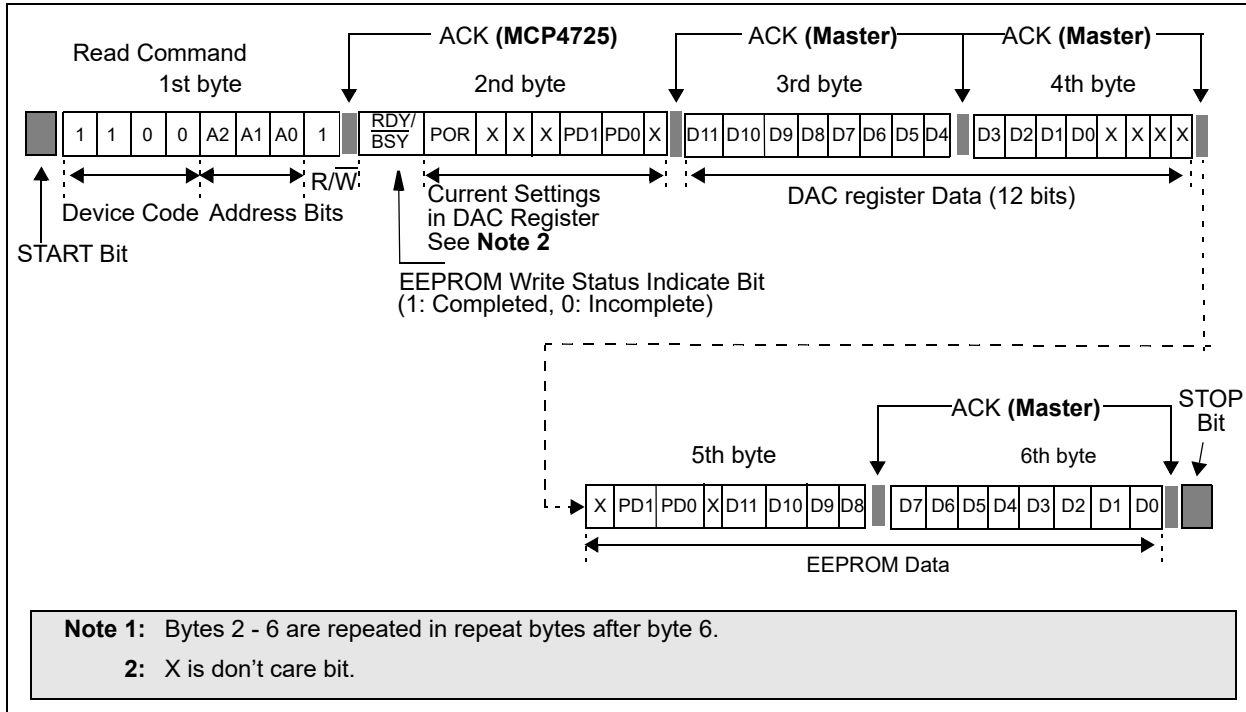 Read Command
ACK (MCP4725)
ACK (Master)
ACK (Master)
1st byte
2nd byte
3rd byte
4th byte
1 1 0 0 A2 A1 A0 1
RDY/
BSY
POR X X X PD1 PD0 X
D11 D10 D9 D8 D7 D6 D5 D4
D3 D2 D1 D0 X X X X
R/W
Device Code
Address Bits
START Bit
Current Settings
in DAC Register
See Note 2
DAC register Data (12 bits)
EEPROM Write Status Indicate Bit
(1: Completed, 0: Incomplete)
ACK (Master)
STOP
Bit
5th byte
6th byte
X PD1 PD0 X D11 D10 D9 D8
D7 D6 D5 D4 D3 D2 D1 D0
EEPROM Data
Note 1: Bytes 2 - 6 are repeated in repeat bytes after byte 6.
2: X is don't care bit.